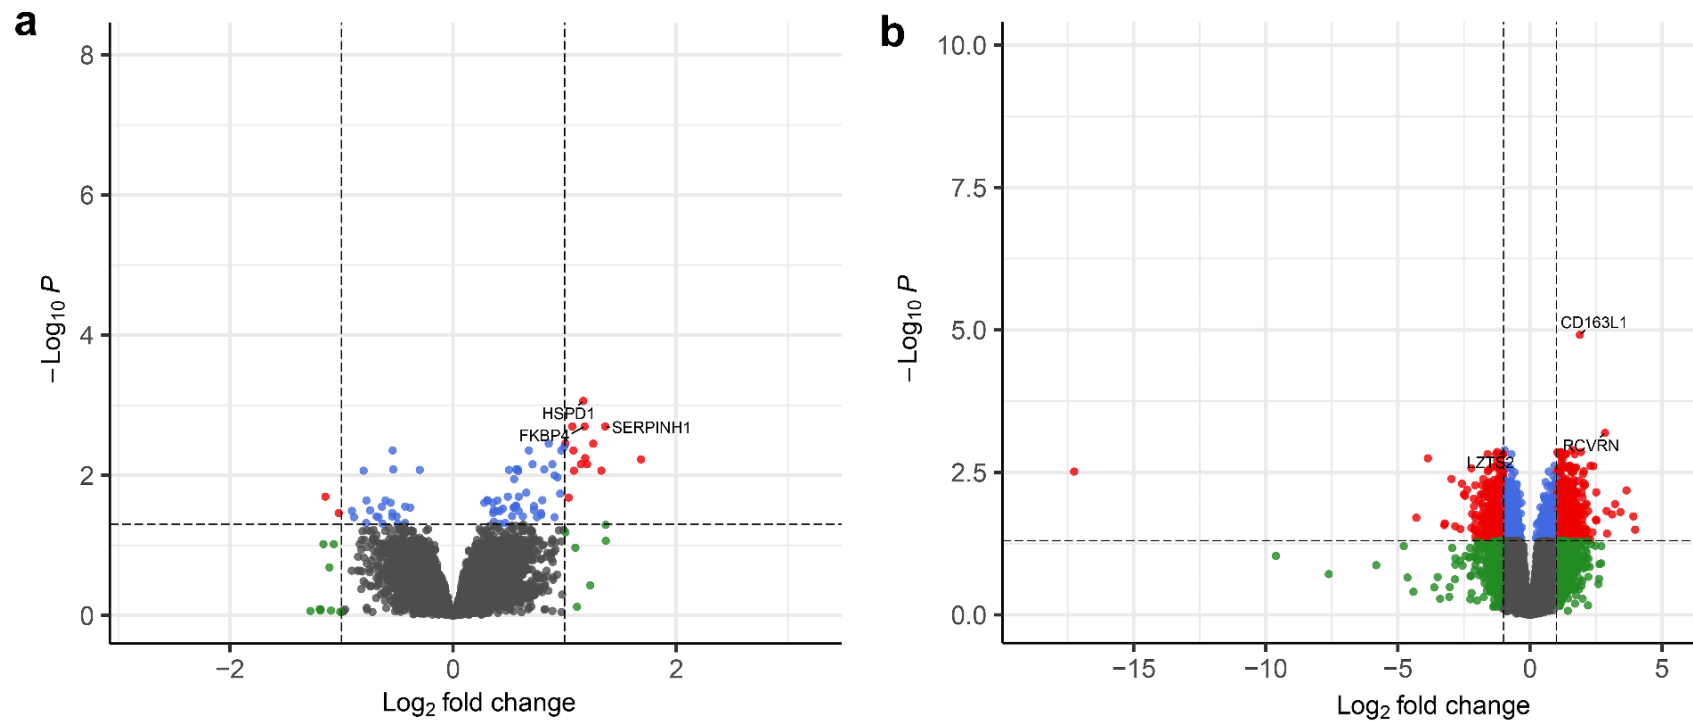 a
8
6
4
2
0
−Log10 P
HSPD1
FKBP4
SERPINH1
−2
0
2
Log2 fold change
b
10.0
7.5
5.0
2.5
0.0
−Log10 P
CD163L1
RCVRN
LZTS2
−15
−10
−5
0
5
Log2 fold change